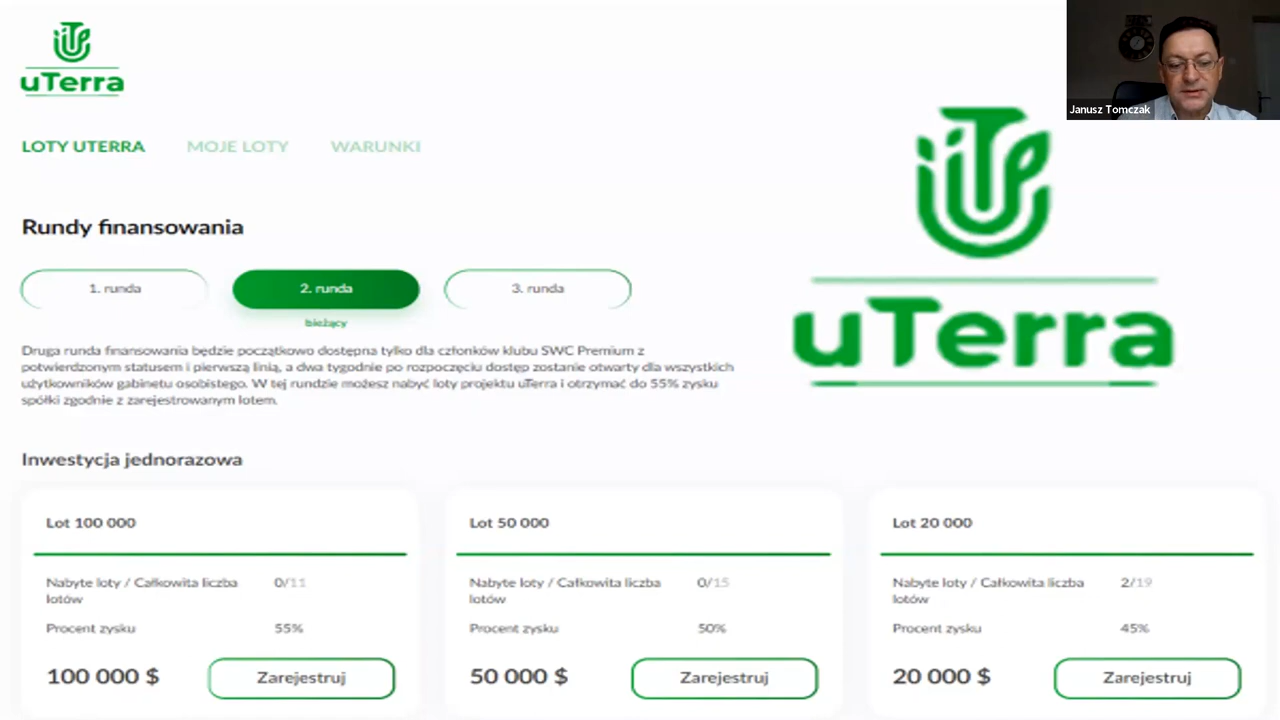 uTerra
Janusz Tomczak
LOTY UTERRA MOJE LOTY WARUNKI
uTerra
Rundy finansowania
1. runda 2. runda 3. runda
bieżący
Druga runda finansowania będzie początkowo dostępna tylko dla członków klubu SWC Premium z
potwierdzonym statusem i pierwszą linią, a dwa tygodnie po rozpoczęciu dostęp zostanie otwarty dla wszystkich
użytkowników gabinetu osobistego. W tej rundzie możesz nabyć loty projektu uTerra i otrzymać do 55% zysku
spółki zgodnie z zarejestrowanym lotem.
Inwestycja jednorazowa
Lot 100 000
Nabyte loty / Całkowita liczba 0/11
lotów
Procent zysku 55%
100 000 $ Zarejestruj
Lot 50 000
Nabyte loty / Całkowita liczba 0/15
lotów
Procent zysku 50%
50 000 $ Zarejestruj
Lot 20 000
Nabyte loty / Całkowita liczba 2/19
lotów
Procent zysku 45%
20 000 $ Zarejestruj